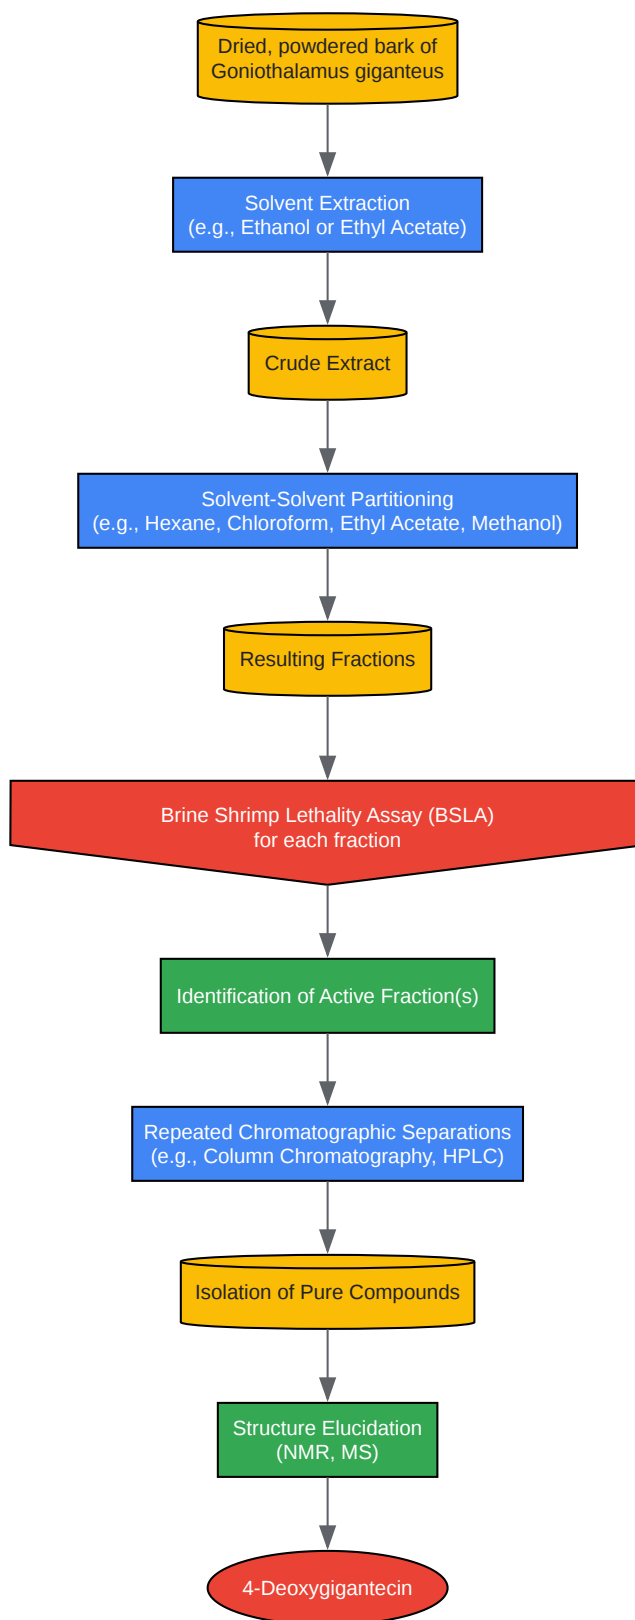 Dried, powdered bark of
Goniothalamus giganteus
Solvent Extraction
(e.g., Ethanol or Ethyl Acetate)
Crude Extract
Solvent-Solvent Partitioning
(e.g., Hexane, Chloroform, Ethyl Acetate, Methanol)
Resulting Fractions
Brine Shrimp Lethality Assay (BSLA)
for each fraction
Identification of Active Fraction(s)
Repeated Chromatographic Separations
(e.g., Column Chromatography, HPLC)
Isolation of Pure Compounds
Structure Elucidation
(NMR, MS)
4-Deoxygigantecin